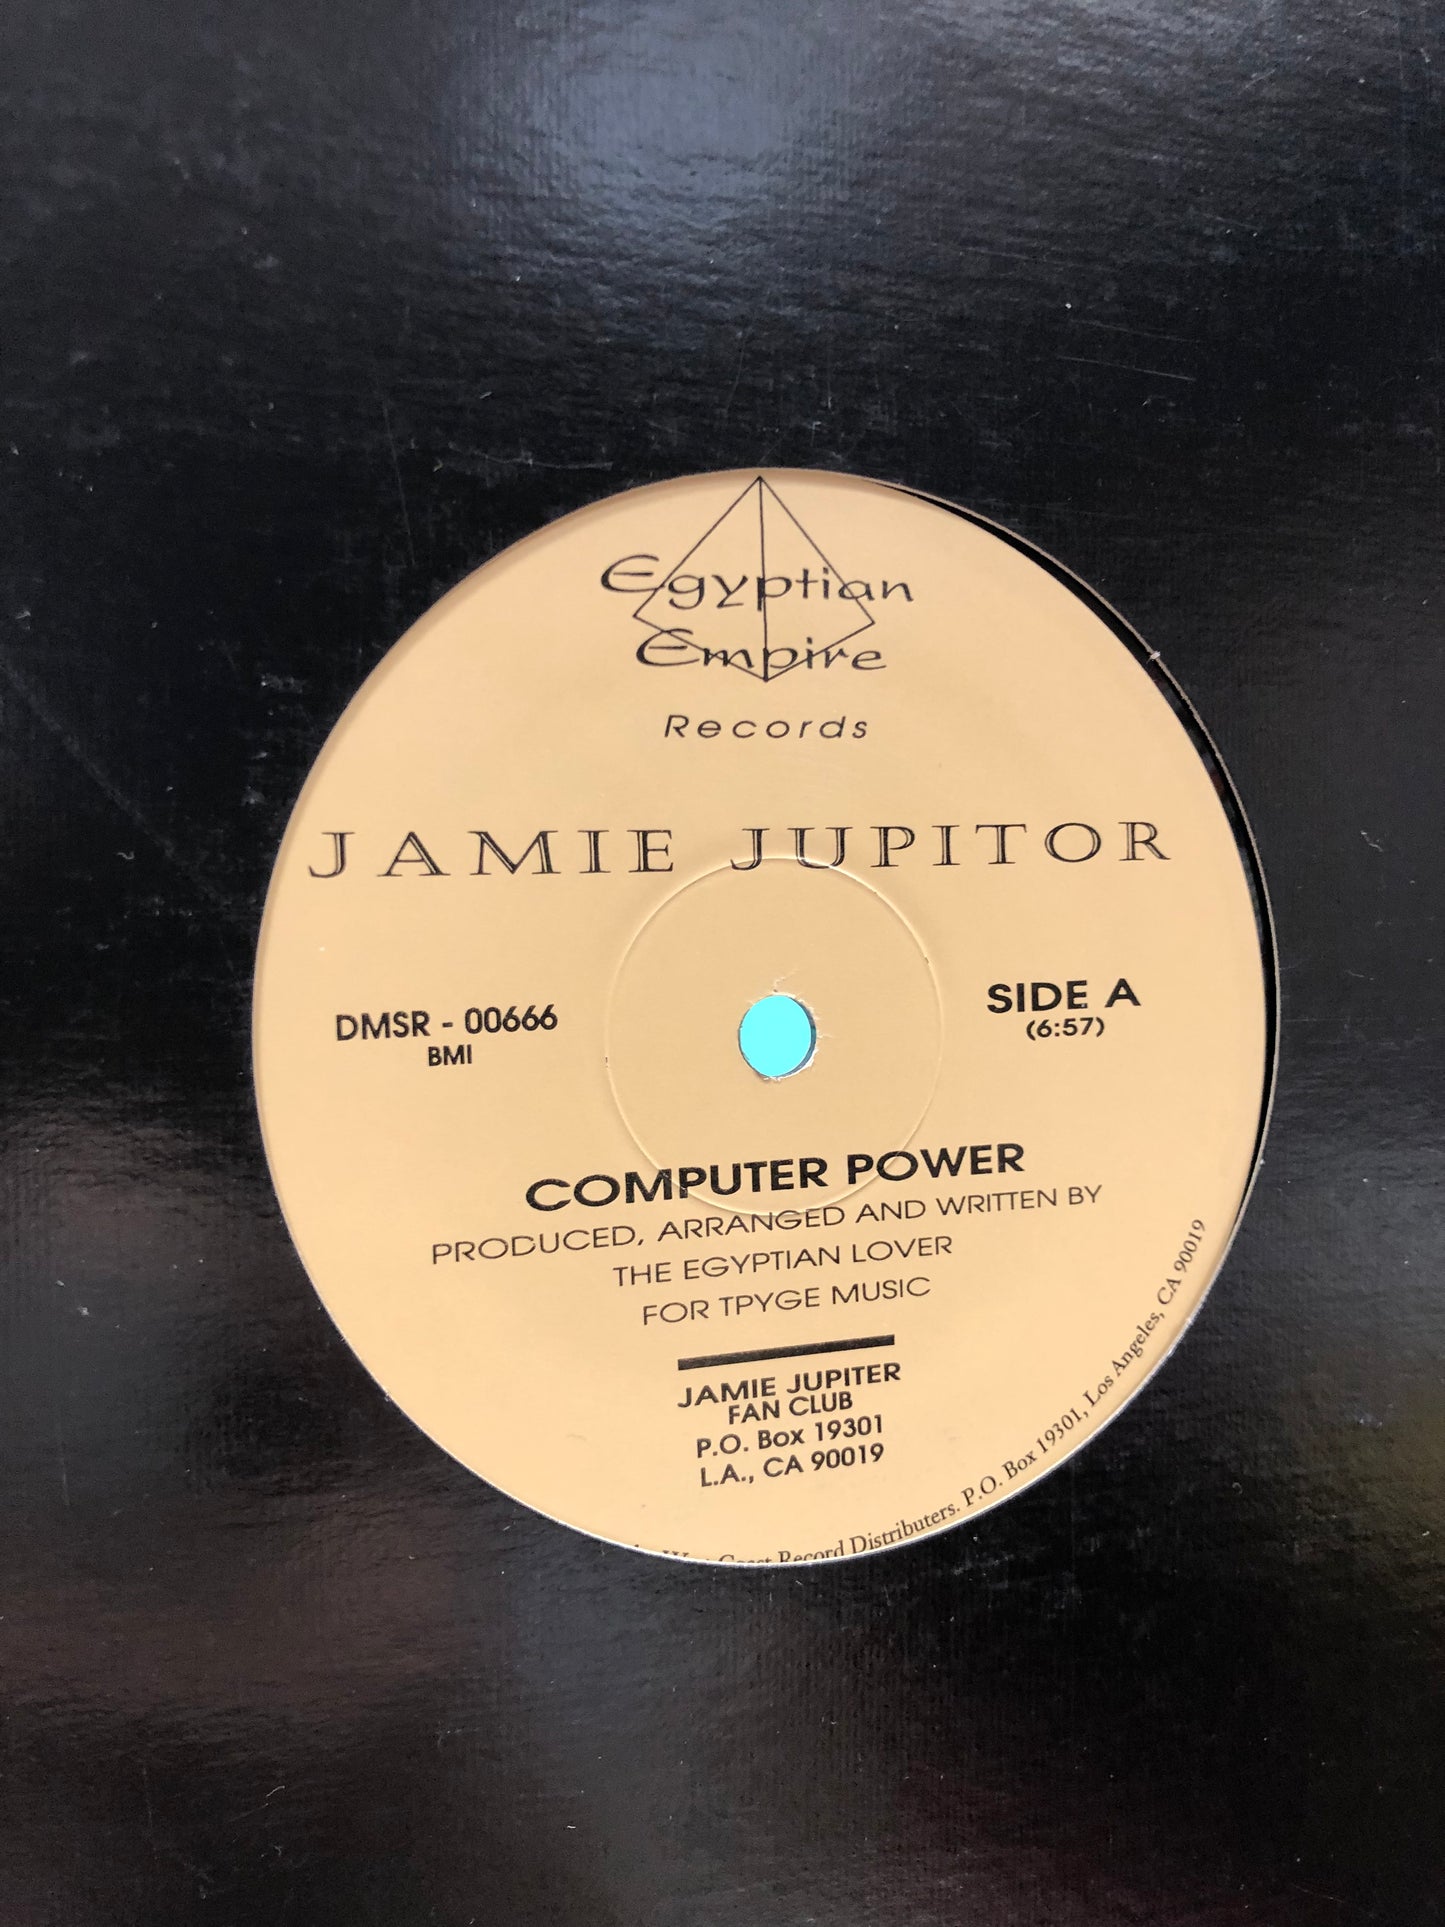 Egyptian
Empire
Records
JAMIE JUPITOR
DMSR - 00666
BMI
SIDE A
(6:57)
COMPUTER POWER
PRODUCED, ARRANGED AND WRITTEN BY
THE EGYPTIAN LOVER
FOR TPYGE MUSIC
JAMIE JUPITER
FAN CLUB
P.O. Box 19301
L.A., CA 90019
West Coast Record Distributers. P.O. Box 19301, Los Angeles, CA 90019